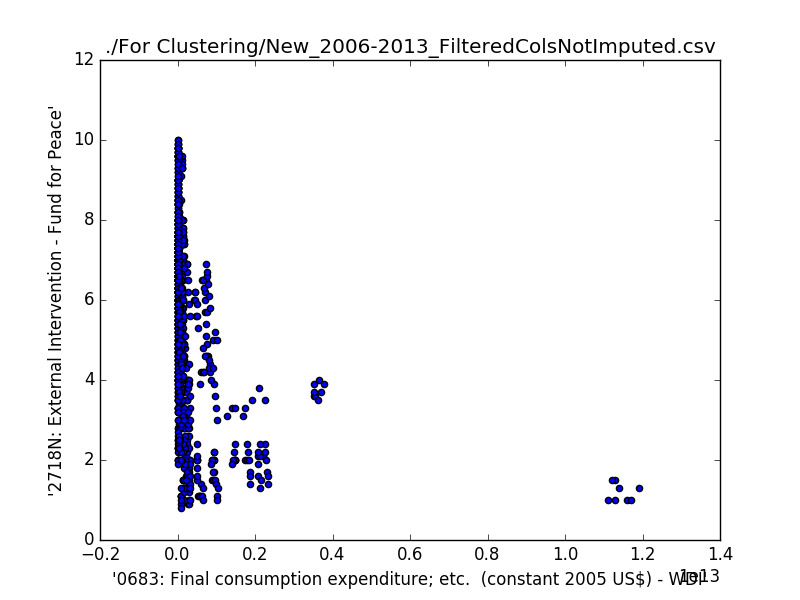 ./For Clustering/New_2006-2013_FilteredColsNotImputed.csv
12
10
8
6
4
2
0
'2718N: External Intervention - Fund for Peace'
−0.2 0.0 0.2 0.4 0.6 0.8 1.0 1.2 1.4
1e13
'0683: Final consumption expenditure; etc. (constant 2005 US$) - WDI'